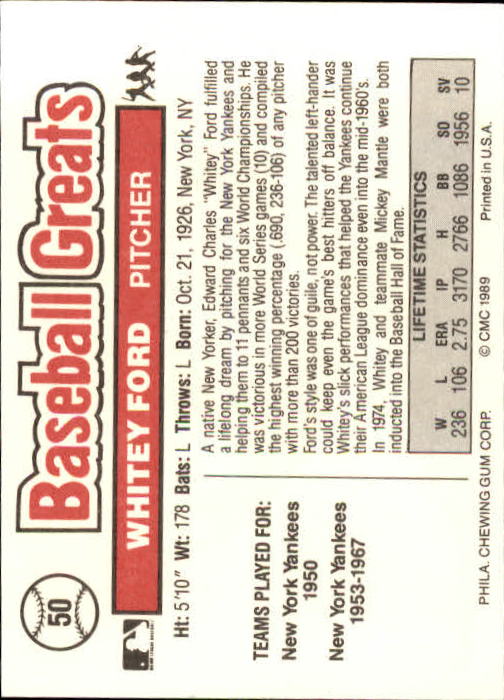 50
Baseball Greats
WHITEY FORD PITCHER
Ht: 5'10" Wt: 178 Bats: L Throws: L Born: Oct. 21, 1926, New York, NY
TEAMS PLAYED FOR:
New York Yankees
1950
New York Yankees
1953-1967
A native New Yorker, Edward Charles "Whitey" Ford fulfilled
a lifelong dream by pitching for the New York Yankees and
helping them to 11 pennants and six World Championships. He
was victorious in more World Series games (10) and compiled
the highest winning percentage (.690, 236-106) of any pitcher
with more than 200 victories.
Ford's style was one of guile, not power. The talented left-hander
could keep even the game's best hitters off balance. It was
Whitey's slick performances that helped the Yankees continue
their American League dominance even into the mid-1960's.
In 1974, Whitey and teammate Mickey Mantle were both
inducted into the Baseball Hall of Fame.
LIFETIME STATISTICS
W L ERA IP H BB SO SV
236 106 2.75 3170 2766 1086 1956 10
PHILA. CHEWING GUM CORP. © CMC 1989 Printed in U.S.A.